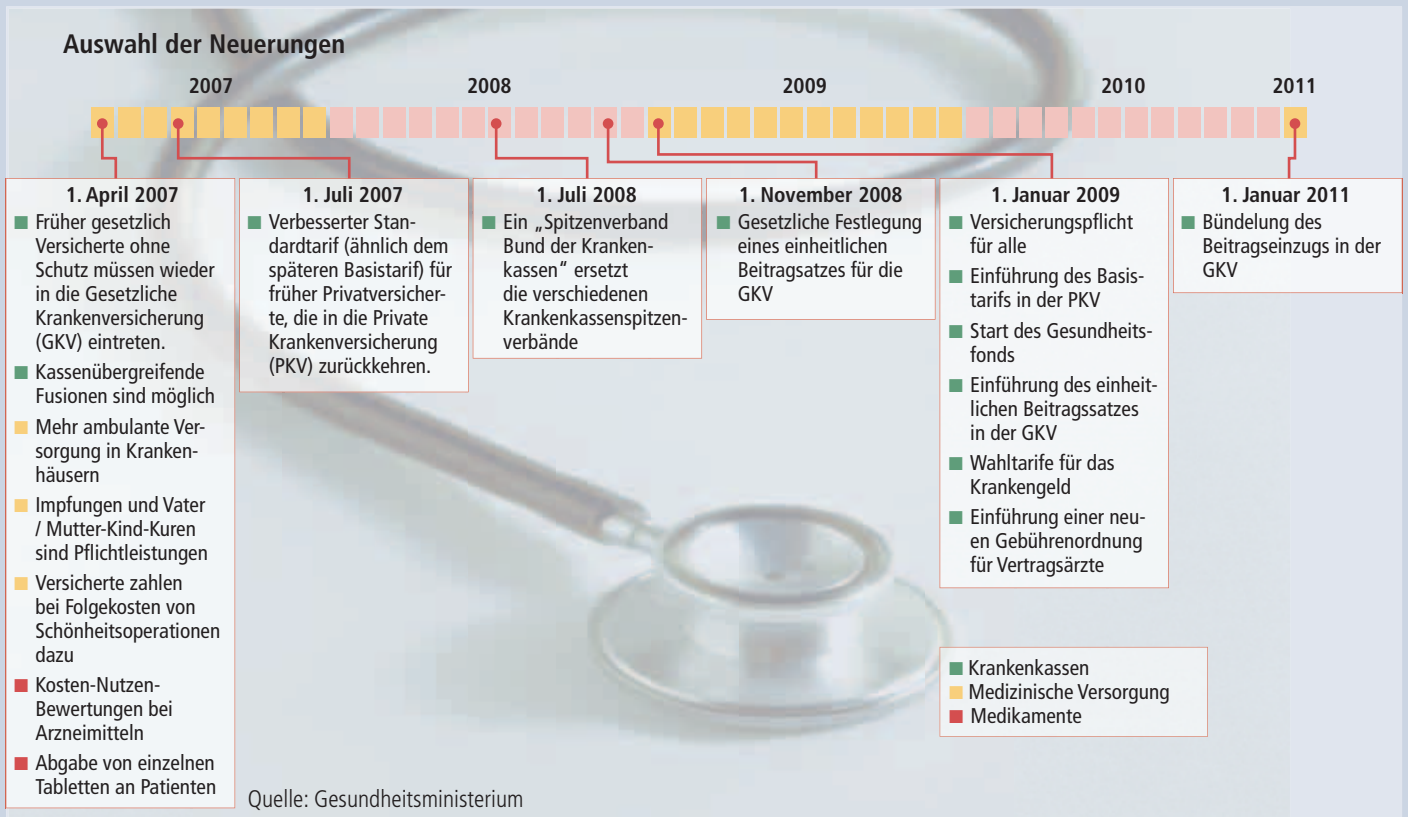 Auswahl der Neuerungen
2007
2008
2009
2010
2011
1. April 2007
Früher gesetzlich
Versicherte ohne
Schutz müssen wieder
in die Gesetzliche
Krankenversicherung
(GKV) eintreten.
Kassenübergreifende
Fusionen sind möglich
Mehr ambulante Ver-
sorgung in Kranken-
häusern
Impfungen und Vater
/ Mutter-Kind-Kuren
sind Pflichtleistungen
Versicherte zahlen
bei Folgekosten von
Schönheitsoperationen
dazu
Kosten-Nutzen-
Bewertungen bei
Arzneimitteln
Abgabe von einzelnen
Tabletten an Patienten
1. Juli 2007
Verbesserter Stan-
dardtarif (ähnlich dem
späteren Basistarif) für
früher Privatversicher-
te, die in die Private
Krankenversicherung
(PKV) zurückkehren.
1. Juli 2008
Ein „Spitzenverband
Bund der Kranken-
kassen“ ersetzt
die verschiedenen
Krankenkassenspitzen-
verbände
1. November 2008
Gesetzliche Festlegung
eines einheitlichen
Beitragsatzes für die
GKV
1. Januar 2009
Versicherungspflicht
für alle
Einführung des Basis-
tarifs in der PKV
Start des Gesundheits-
fonds
Einführung des einheit-
lichen Beitragssatzes
in der GKV
Wahltarife für das
Krankengeld
Einführung einer neu-
en Gebührenordnung
für Vertragsärzte
1. Januar 2011
Bündelung des
Beitragseinzugs in der
GKV
Krankenkassen
Medizinische Versorgung
Medikamente
Quelle: Gesundheitsministerium